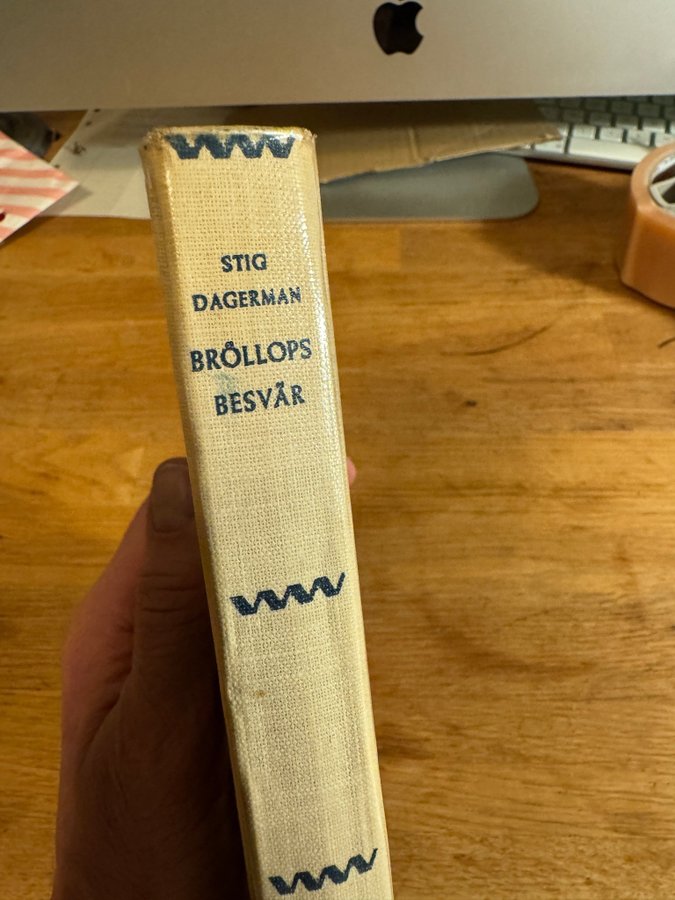 STIG
DAGERMAN
BRÖLLOPS
BESVÄR